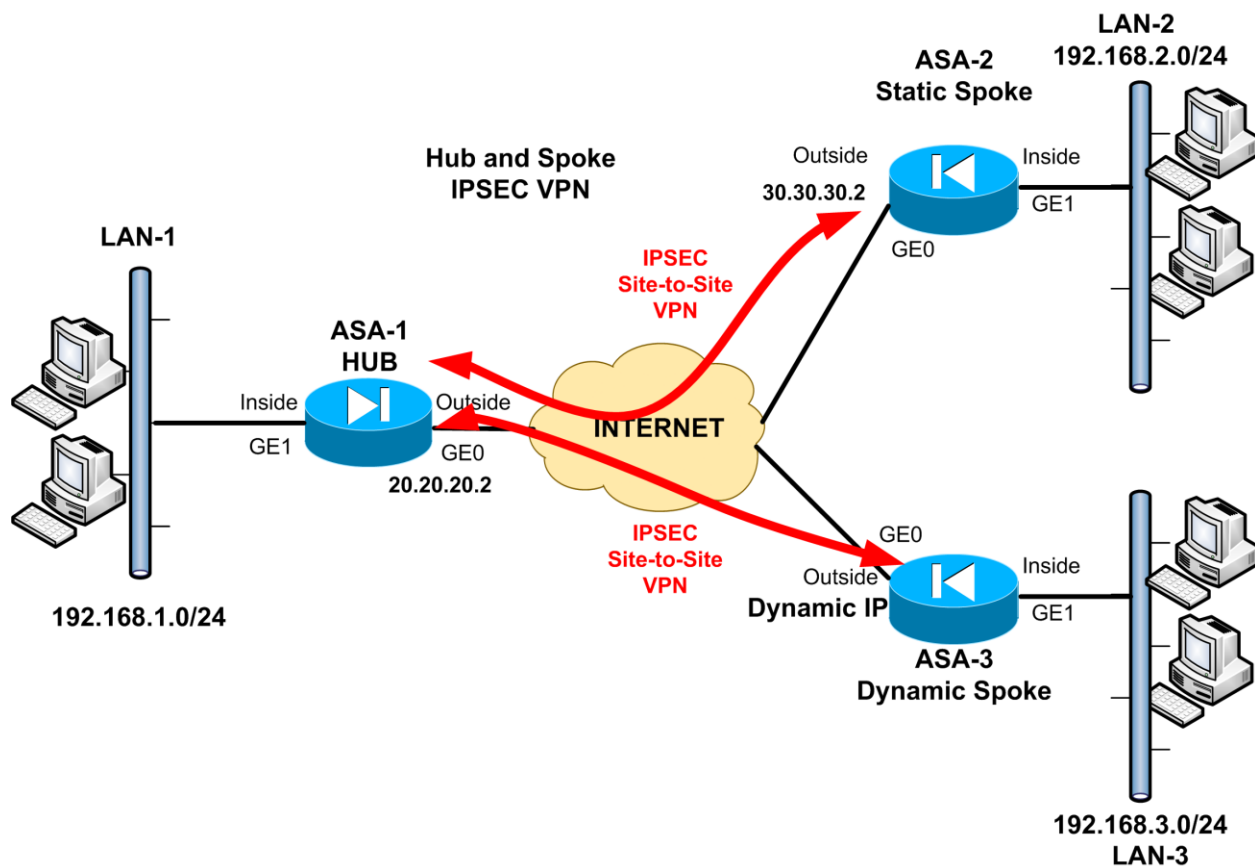 LAN-2
192.168.2.0/24
ASA-2
Static Spoke
Hub and Spoke
IPSEC VPN
Outside
30.30.30.2
Inside
GE1
GE0
LAN-1
IPSEC
Site-to-Site
VPN
ASA-1
HUB
Inside
GE1
Outside
GE0
20.20.20.2
INTERNET
IPSEC
Site-to-Site
VPN
GE0
Outside
Dynamic IP
Inside
GE1
ASA-3
Dynamic Spoke
192.168.1.0/24
192.168.3.0/24
LAN-3